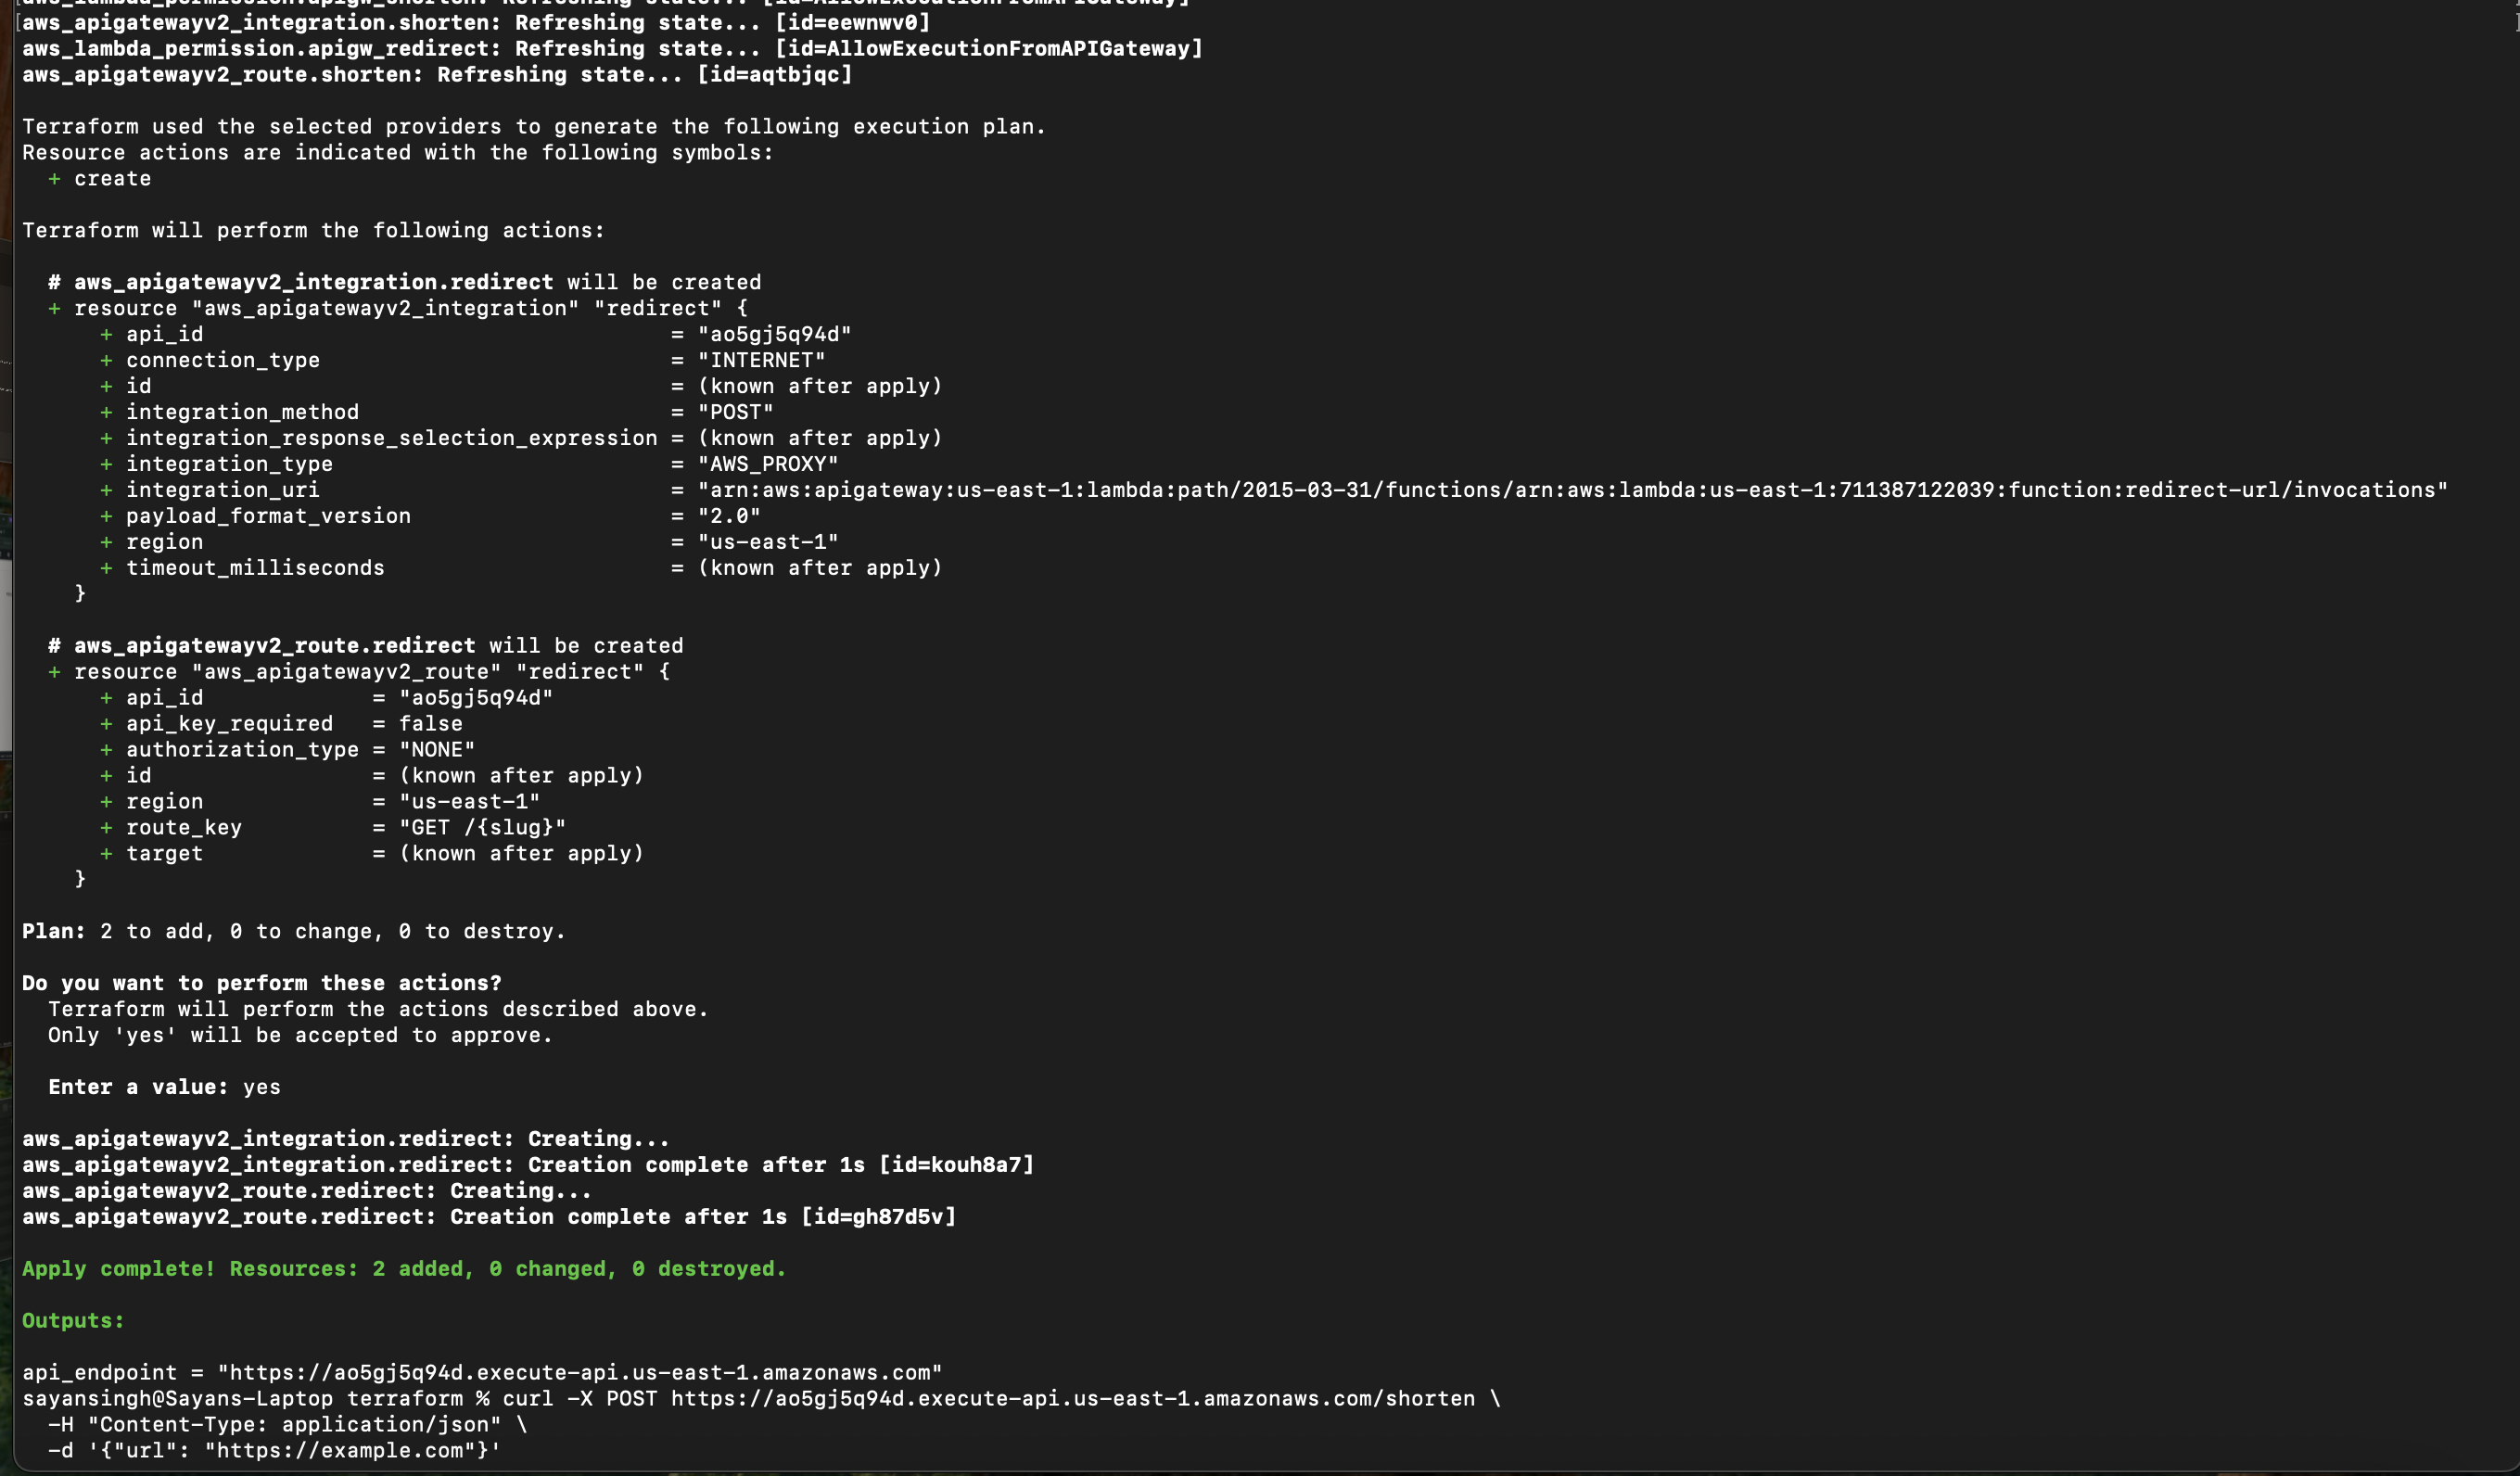 aws_lambda_permission.apigw_shorten: Refreshing state... [id=AllowExecutionFromAPIGateway]
aws_apigatewayv2_integration.shorten: Refreshing state... [id=eewnwv0]
aws_lambda_permission.apigw_redirect: Refreshing state... [id=AllowExecutionFromAPIGateway]
aws_apigatewayv2_route.shorten: Refreshing state... [id=aqtbjqc]

Terraform used the selected providers to generate the following execution plan.
Resource actions are indicated with the following symbols:
  + create

Terraform will perform the following actions:

  # aws_apigatewayv2_integration.redirect will be created
  + resource "aws_apigatewayv2_integration" "redirect" {
      + api_id                                    = "ao5gj5q94d"
      + connection_type                           = "INTERNET"
      + id                                        = (known after apply)
      + integration_method                        = "POST"
      + integration_response_selection_expression = (known after apply)
      + integration_type                          = "AWS_PROXY"
      + integration_uri                           = "arn:aws:apigateway:us-east-1:lambda:path/2015-03-31/functions/arn:aws:lambda:us-east-1:711387122039:function:redirect-url/invocations"
      + payload_format_version                    = "2.0"
      + region                                    = "us-east-1"
      + timeout_milliseconds                      = (known after apply)
    }

  # aws_apigatewayv2_route.redirect will be created
  + resource "aws_apigatewayv2_route" "redirect" {
      + api_id             = "ao5gj5q94d"
      + api_key_required   = false
      + authorization_type = "NONE"
      + id                 = (known after apply)
      + region             = "us-east-1"
      + route_key          = "GET /{slug}"
      + target             = (known after apply)
    }

Plan: 2 to add, 0 to change, 0 to destroy.

Do you want to perform these actions?
  Terraform will perform the actions described above.
  Only 'yes' will be accepted to approve.

  Enter a value: yes

aws_apigatewayv2_integration.redirect: Creating...
aws_apigatewayv2_integration.redirect: Creation complete after 1s [id=kouh8a7]
aws_apigatewayv2_route.redirect: Creating...
aws_apigatewayv2_route.redirect: Creation complete after 1s [id=gh87d5v]

Apply complete! Resources: 2 added, 0 changed, 0 destroyed.

Outputs:

api_endpoint = "https://ao5gj5q94d.execute-api.us-east-1.amazonaws.com"
sayansingh@Sayans-Laptop terraform % curl -X POST https://ao5gj5q94d.execute-api.us-east-1.amazonaws.com/shorten \
  -H "Content-Type: application/json" \
  -d '{"url": "https://example.com"}'